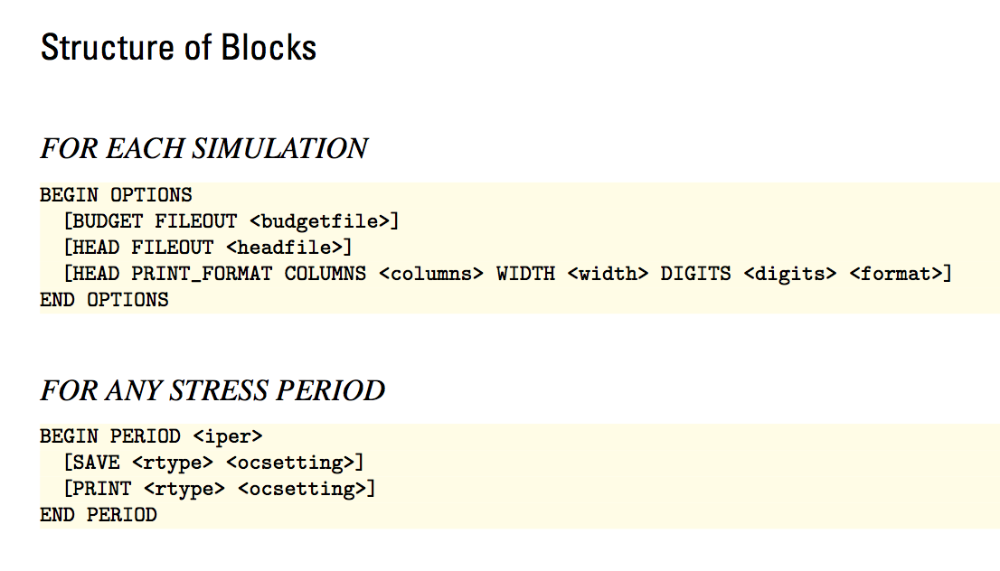 Structure of Blocks
FOR EACH SIMULATION
BEGIN OPTIONS
  [BUDGET FILEOUT <budgetfile>]
  [HEAD FILEOUT <headfile>]
  [HEAD PRINT_FORMAT COLUMNS <columns> WIDTH <width> DIGITS <digits> <format>]
END OPTIONS
FOR ANY STRESS PERIOD
BEGIN PERIOD <iper>
  [SAVE <rtype> <ocsetting>]
  [PRINT <rtype> <ocsetting>]
END PERIOD